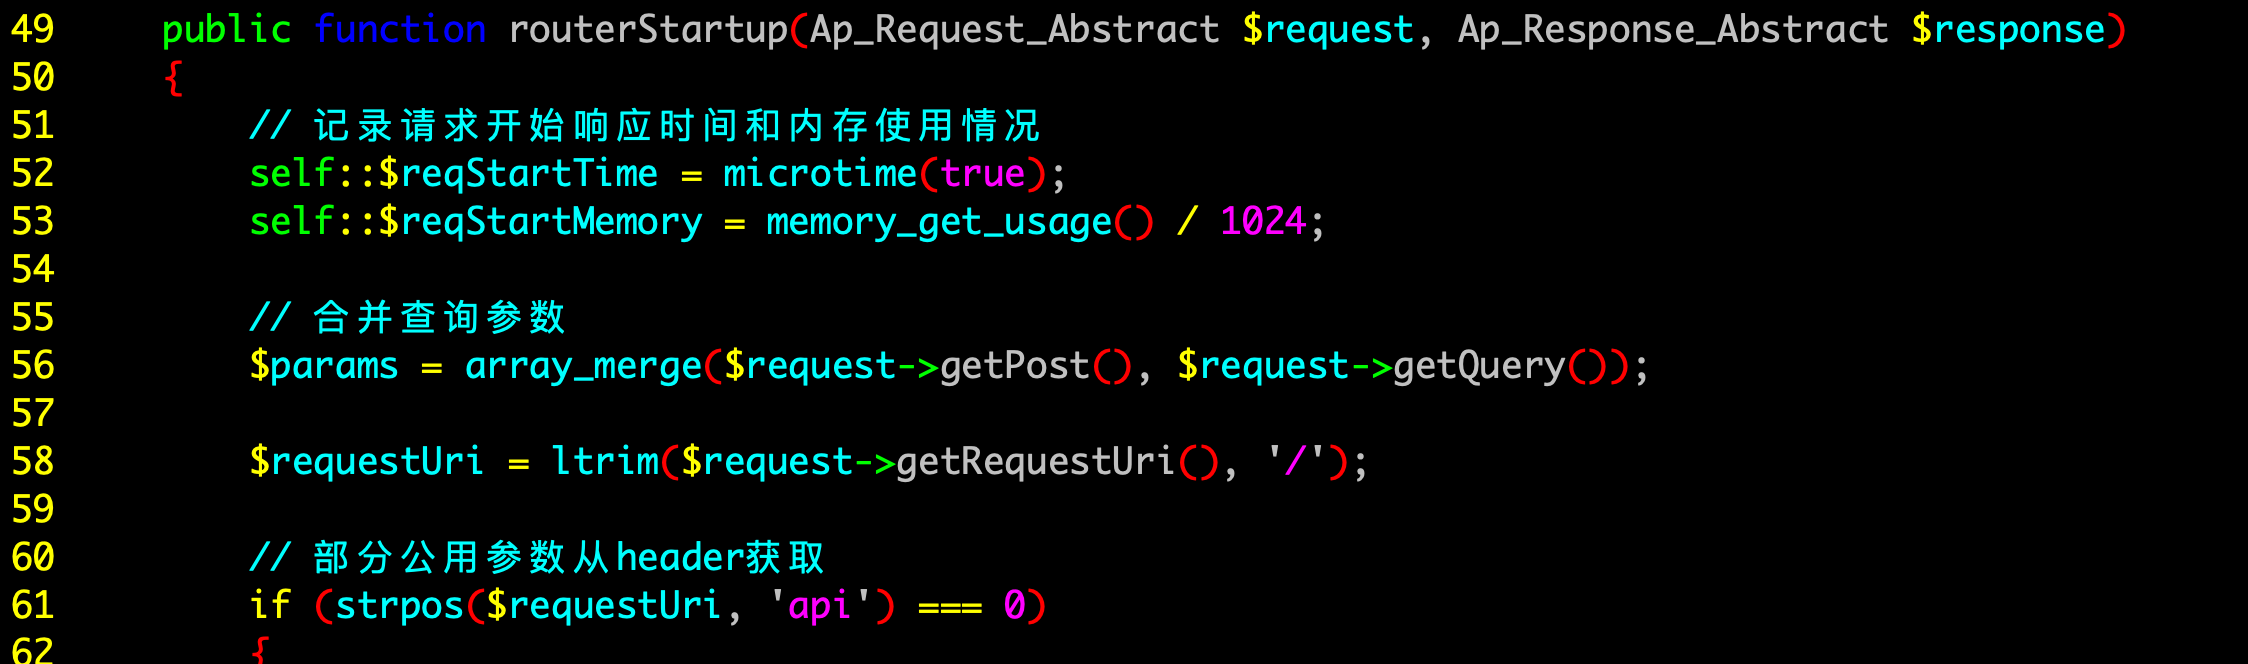 49     public function routerStartup(Ap_Request_Abstract $request, Ap_Response_Abstract $response)
50     {
51         // 记录请求开始响应时间和内存使用情况
52         self::$reqStartTime = microtime(true);
53         self::$reqStartMemory = memory_get_usage() / 1024;
54
55         // 合并查询参数
56         $params = array_merge($request->getPost(), $request->getQuery());
57
58         $requestUri = ltrim($request->getRequestUri(), '/');
59
60         // 部分公用参数从header获取
61         if (strpos($requestUri, 'api') === 0)
62         {